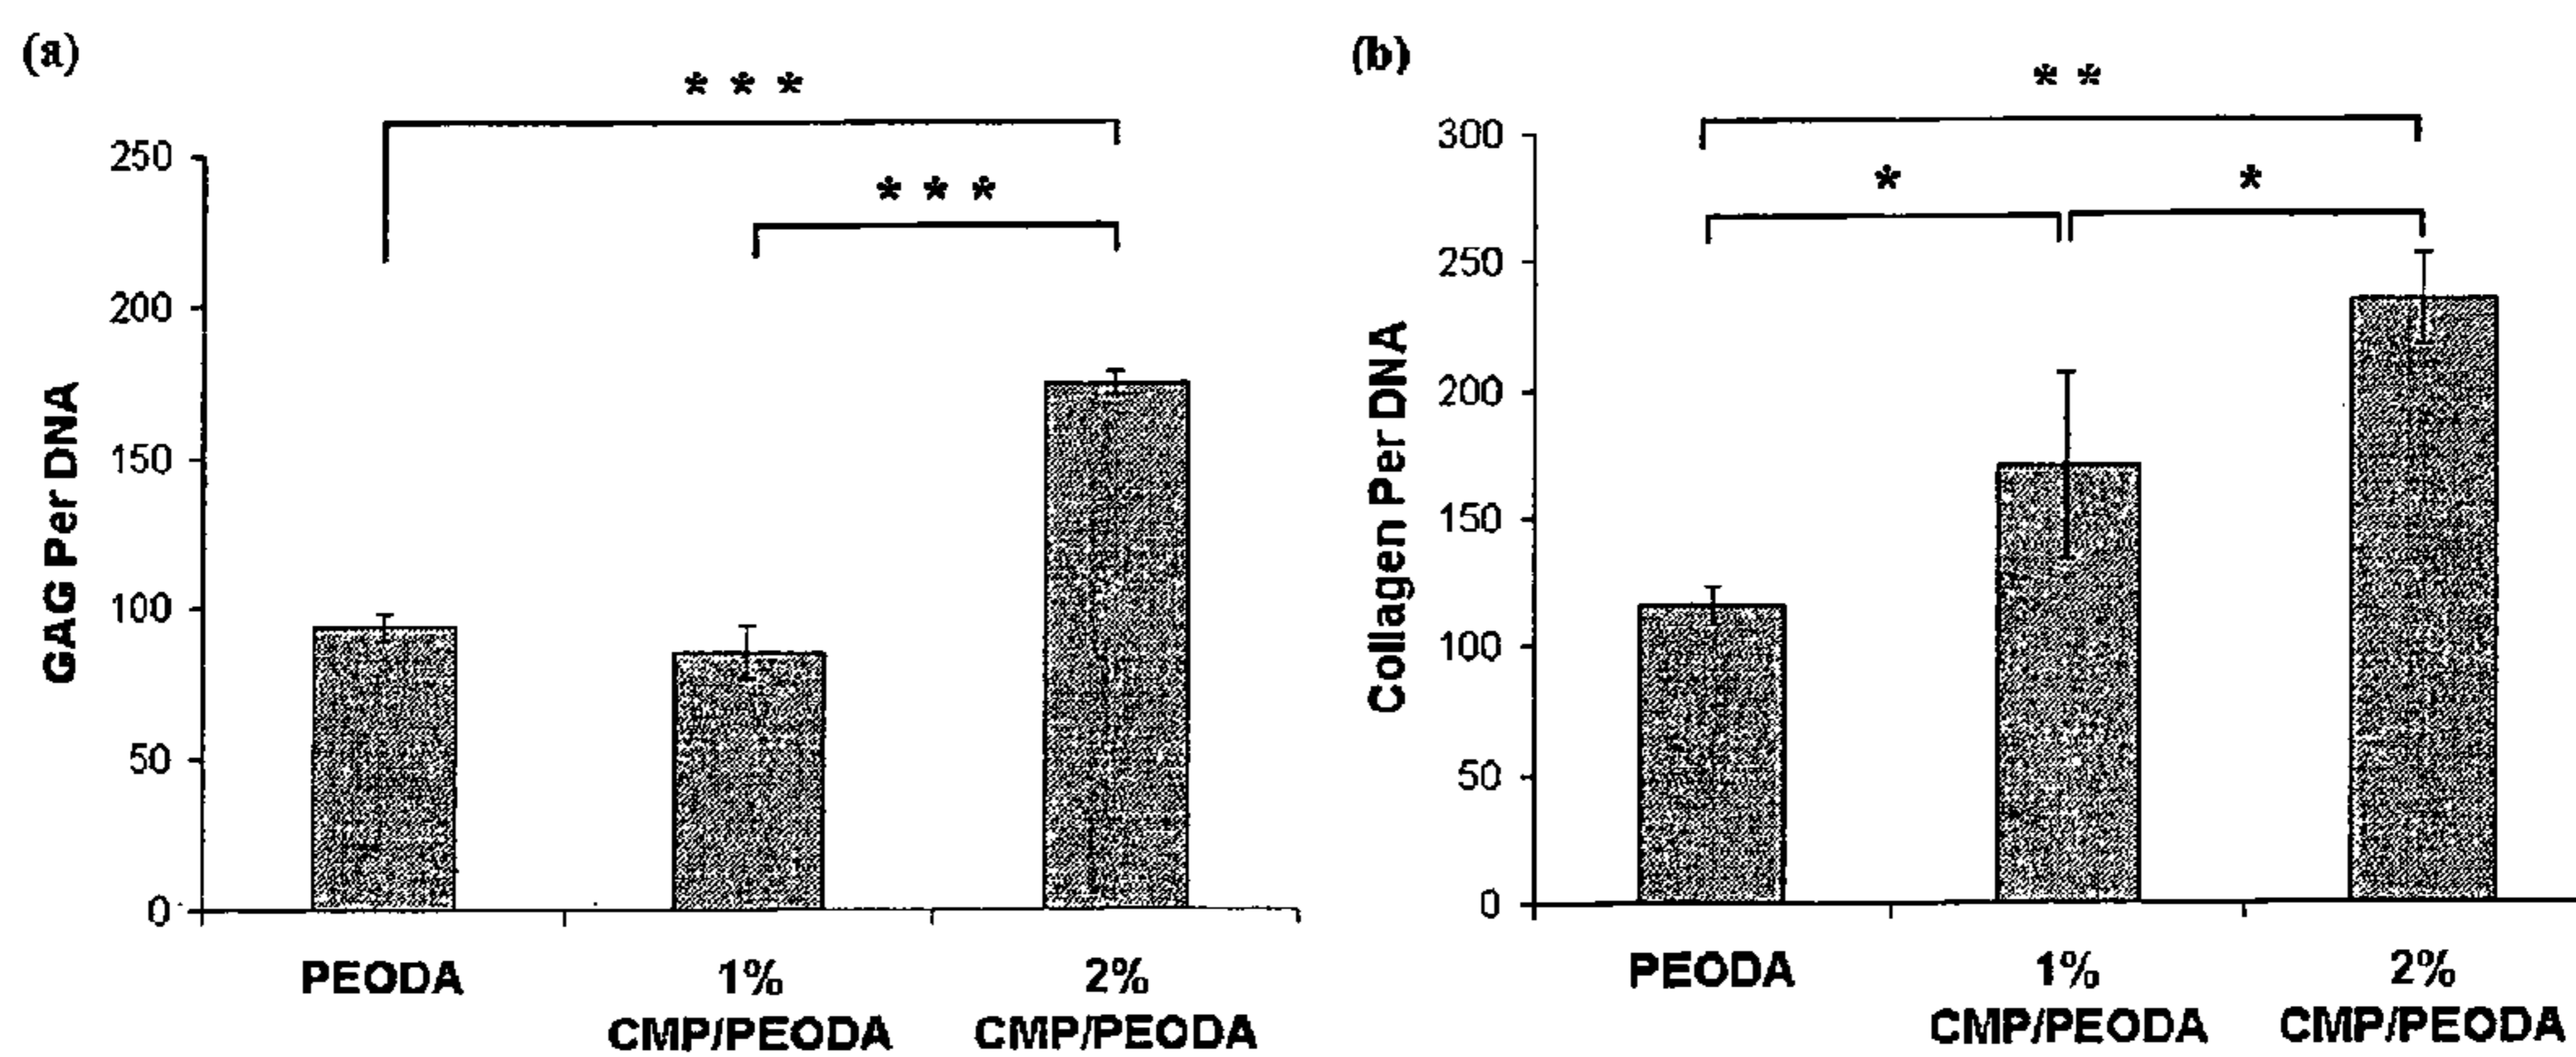 (a)
* * *
* * *
250
200
150
100
50
0
GAG Per DNA
PEODA
1%
CMP/PEODA
2%
CMP/PEODA
(b)
* *
*
*
300
250
200
150
100
50
0
Collagen Per DNA
PEODA
1%
CMP/PEODA
2%
CMP/PEODA